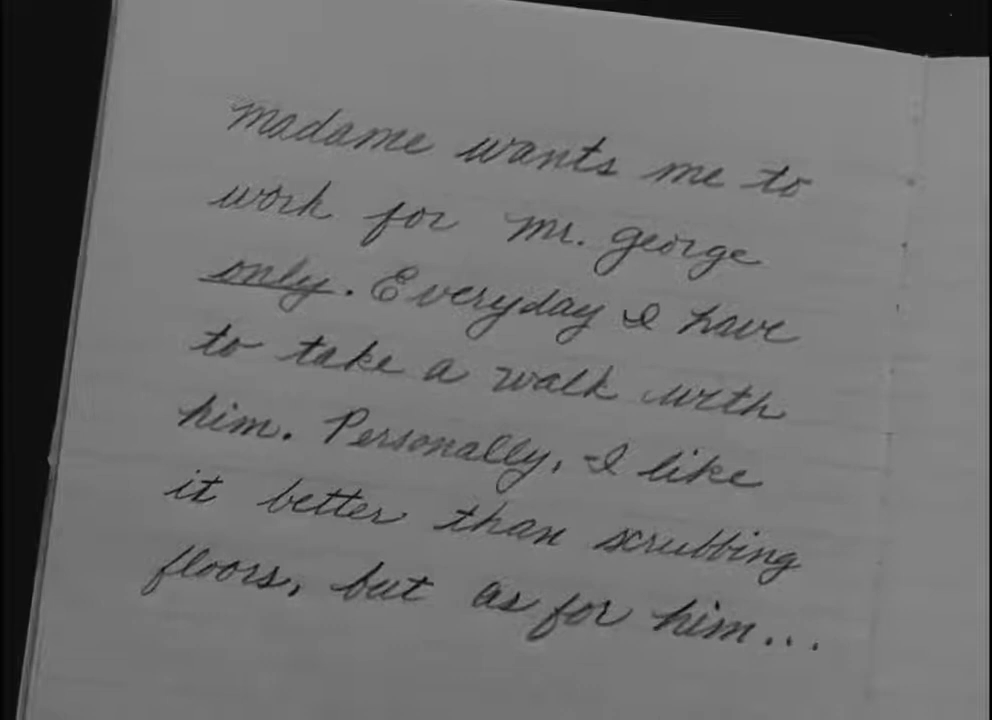 Madame wants me to
work for Mr. George
only. Everyday I have
to take a walk with
him. Personally, I like
it better than scrubbing
floors, but as for him...